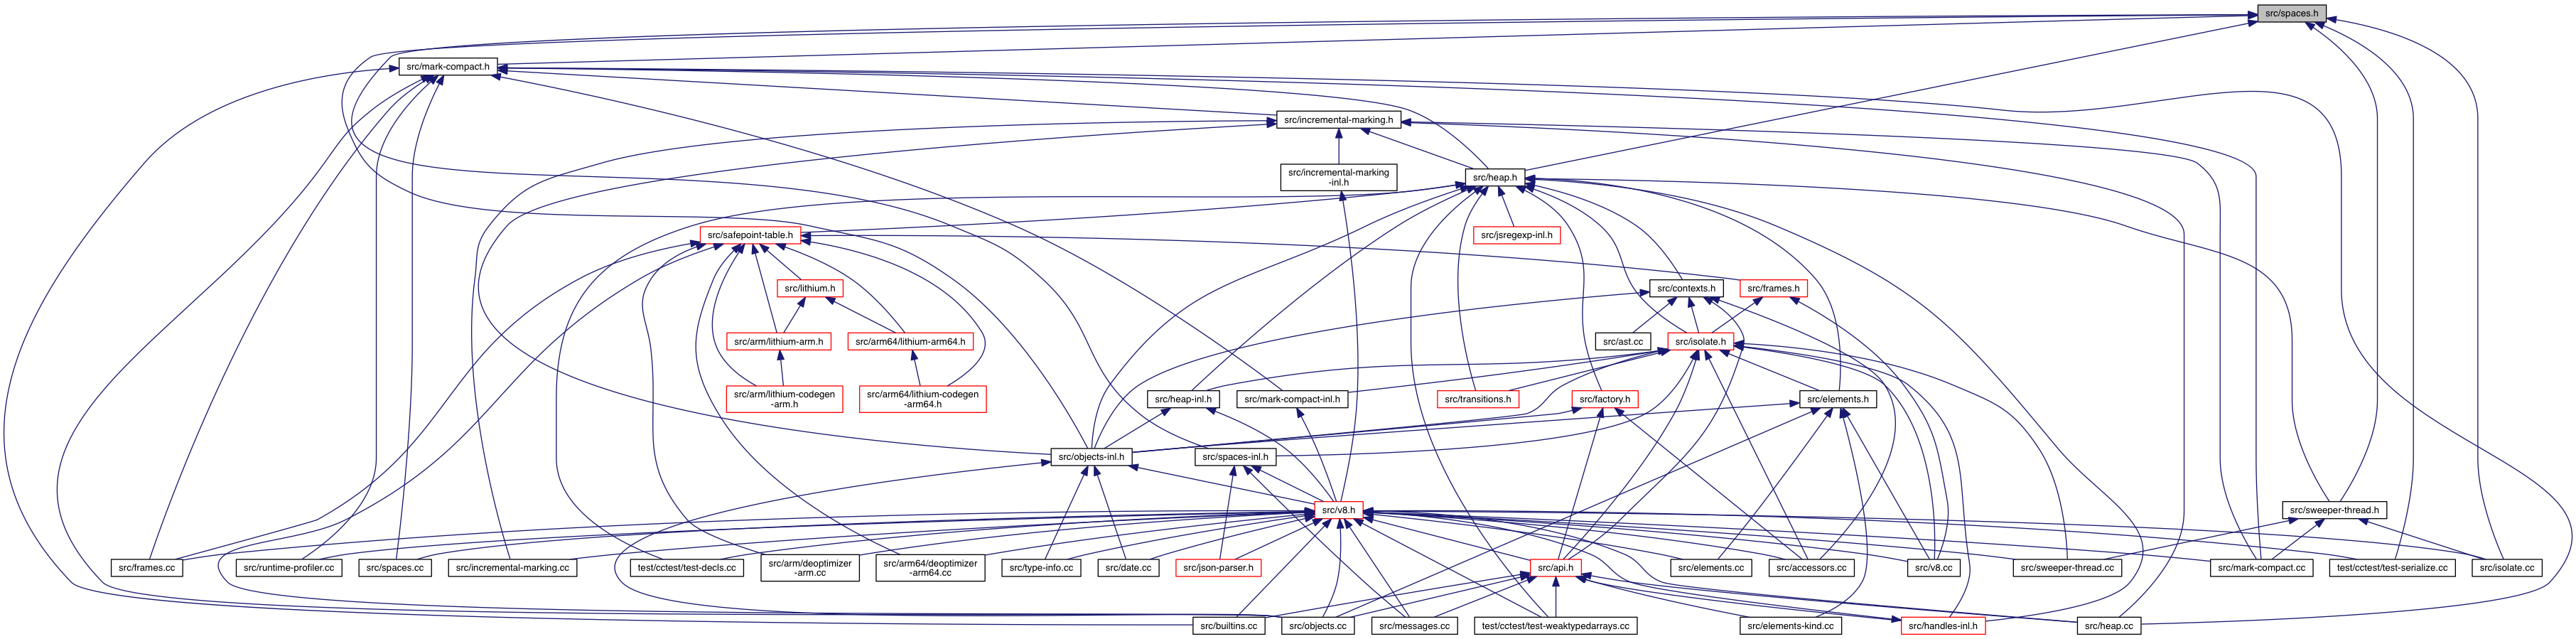 src/spaces.h
src/mark-compact.h
src/incremental-marking.h
src/incremental-marking
-inl.h
src/heap.h
src/safepoint-table.h
src/jsregexp-inl.h
src/lithium.h
src/contexts.h
src/frames.h
src/arm/lithium-arm.h
src/arm64/lithium-arm64.h
src/ast.cc
src/isolate.h
src/arm/lithium-codegen
-arm.h
src/arm64/lithium-codegen
-arm64.h
src/heap-inl.h
src/mark-compact-inl.h
src/transitions.h
src/factory.h
src/elements.h
src/objects-inl.h
src/spaces-inl.h
src/v8.h
src/sweeper-thread.h
src/frames.cc
src/runtime-profiler.cc
src/spaces.cc
src/incremental-marking.cc
test/cctest/test-decls.cc
src/arm/deoptimizer
-arm.cc
src/arm64/deoptimizer
-arm64.cc
src/type-info.cc
src/date.cc
src/json-parser.h
src/api.h
src/elements.cc
src/accessors.cc
src/v8.cc
src/sweeper-thread.cc
src/mark-compact.cc
test/cctest/test-serialize.cc
src/isolate.cc
src/builtins.cc
src/objects.cc
src/messages.cc
test/cctest/test-weaktypedarrays.cc
src/elements-kind.cc
src/handles-inl.h
src/heap.cc